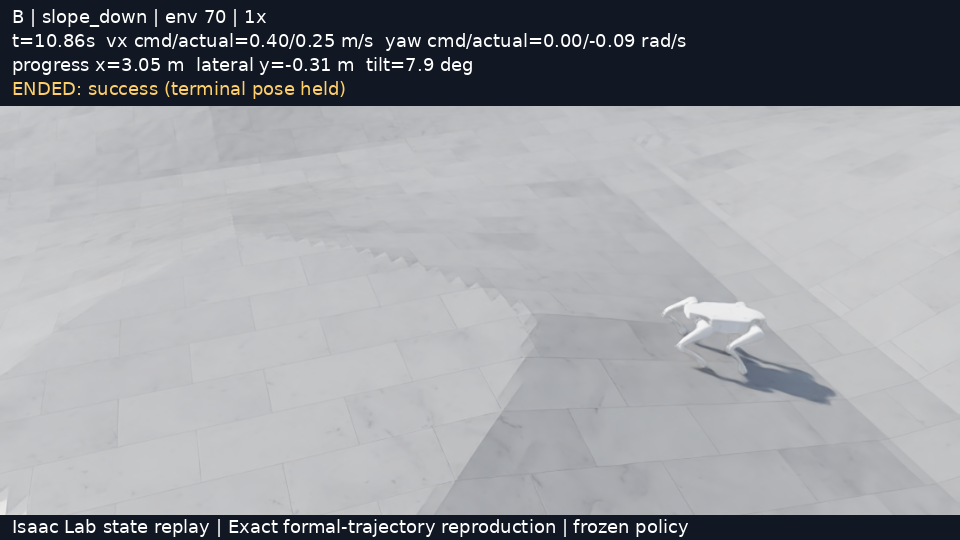 B | slope_down | env 70 | 1x
t=10.86s  vx cmd/actual=0.40/0.25 m/s  yaw cmd/actual=0.00/-0.09 rad/s
progress x=3.05 m  lateral y=-0.31 m  tilt=7.9 deg
ENDED: success (terminal pose held)
Isaac Lab state replay | Exact formal-trajectory reproduction | frozen policy